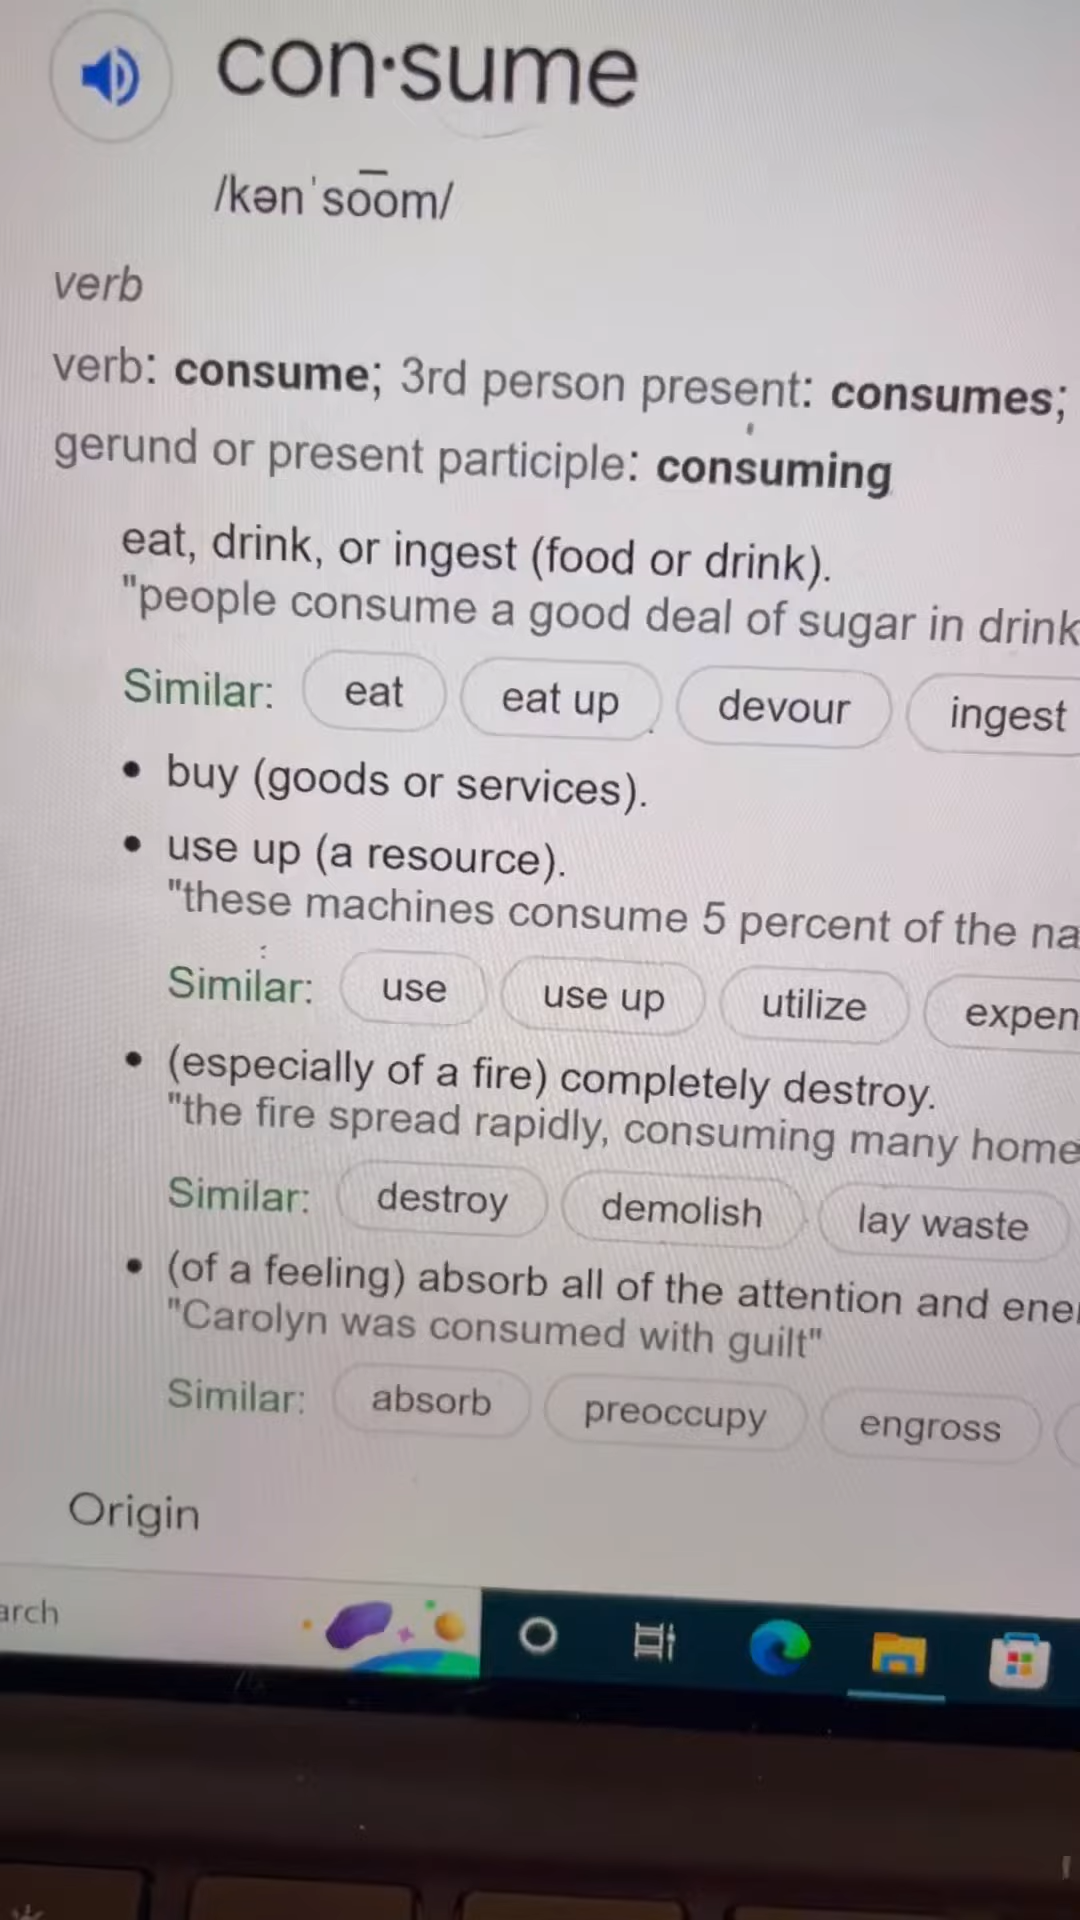 con·sume
/kənˈso͞om/
verb
verb: consume; 3rd person present: consumes;
gerund or present participle: consuming
eat, drink, or ingest (food or drink).
"people consume a good deal of sugar in drink
Similar: eat eat up devour ingest
• buy (goods or services).
• use up (a resource).
"these machines consume 5 percent of the na
Similar: use use up utilize expen
• (especially of a fire) completely destroy.
"the fire spread rapidly, consuming many home
Similar: destroy demolish lay waste
• (of a feeling) absorb all of the attention and ene
"Carolyn was consumed with guilt"
Similar: absorb preoccupy engross
Origin
arch